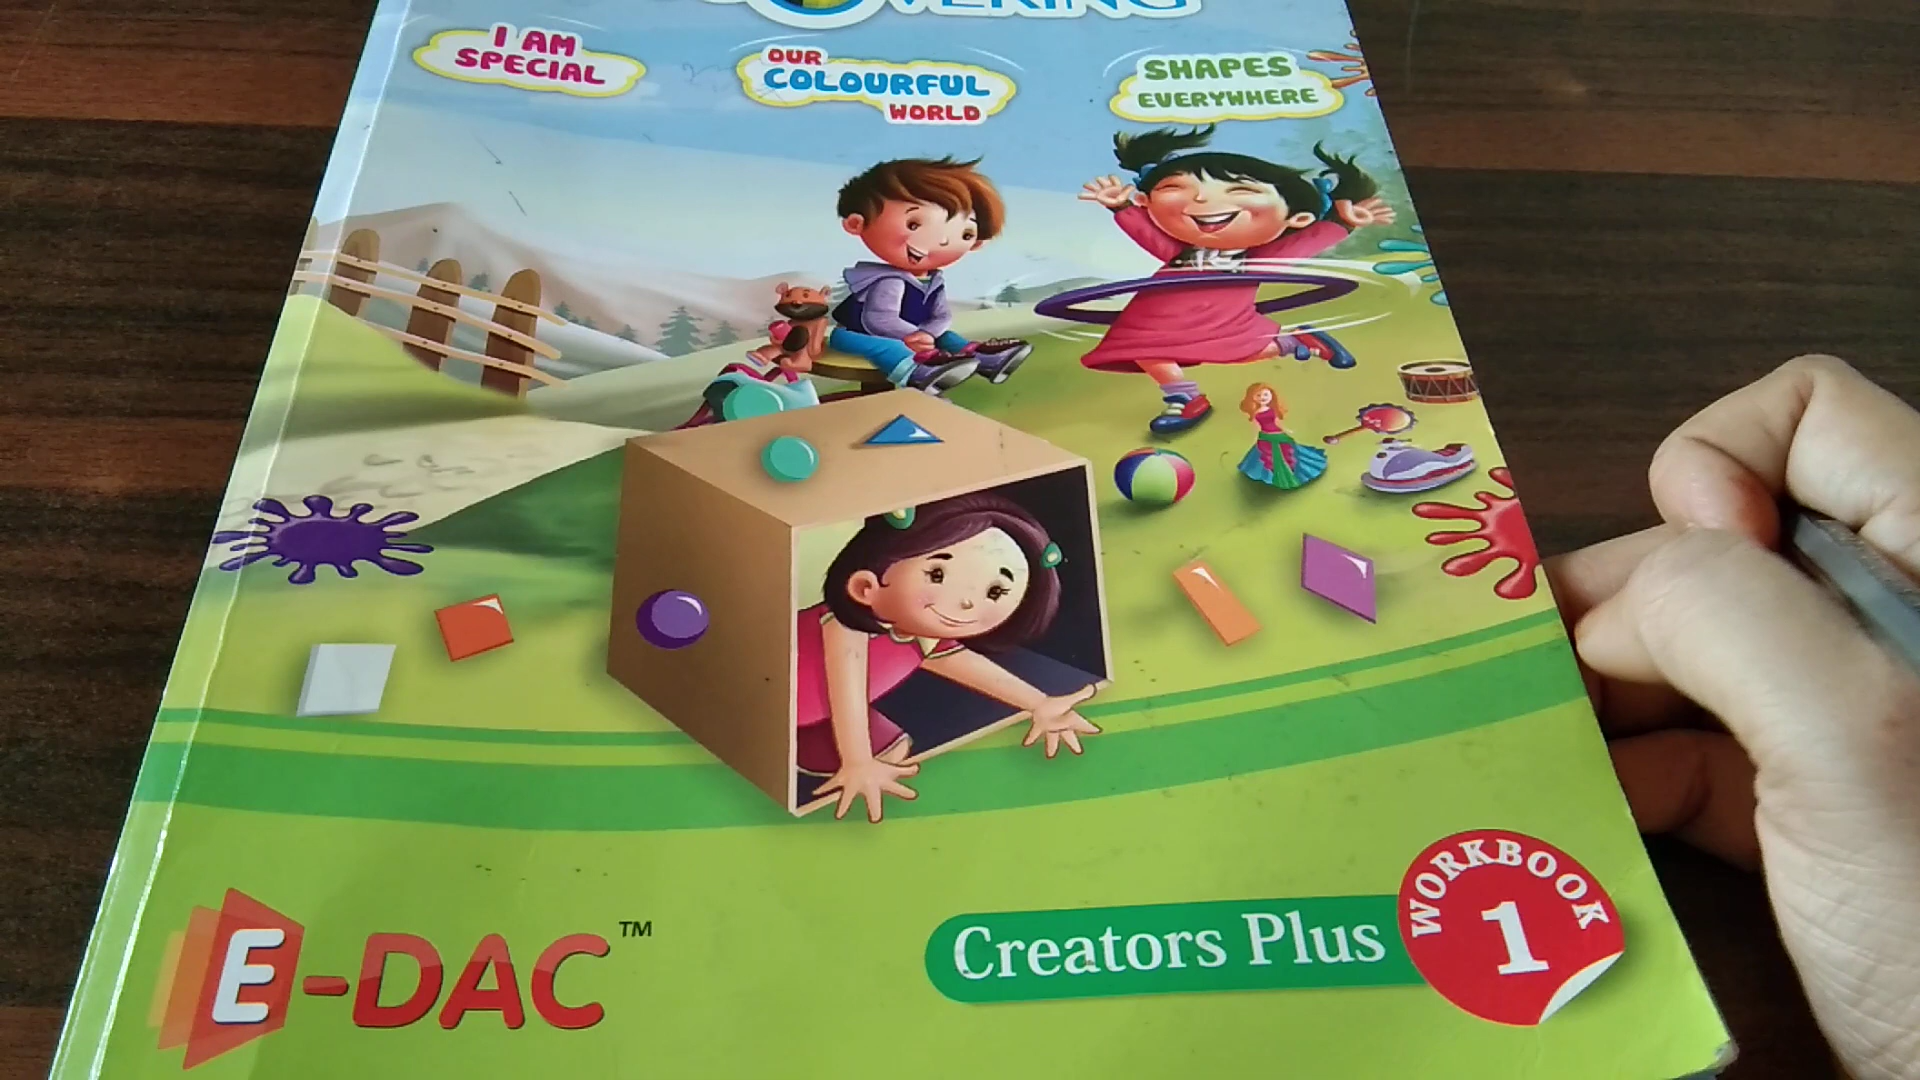 I AM
SPECIAL
OUR
COLOURFUL
WORLD
SHAPES
EVERYWHERE
E-DAC™
Creators Plus
WORKBOOK
1